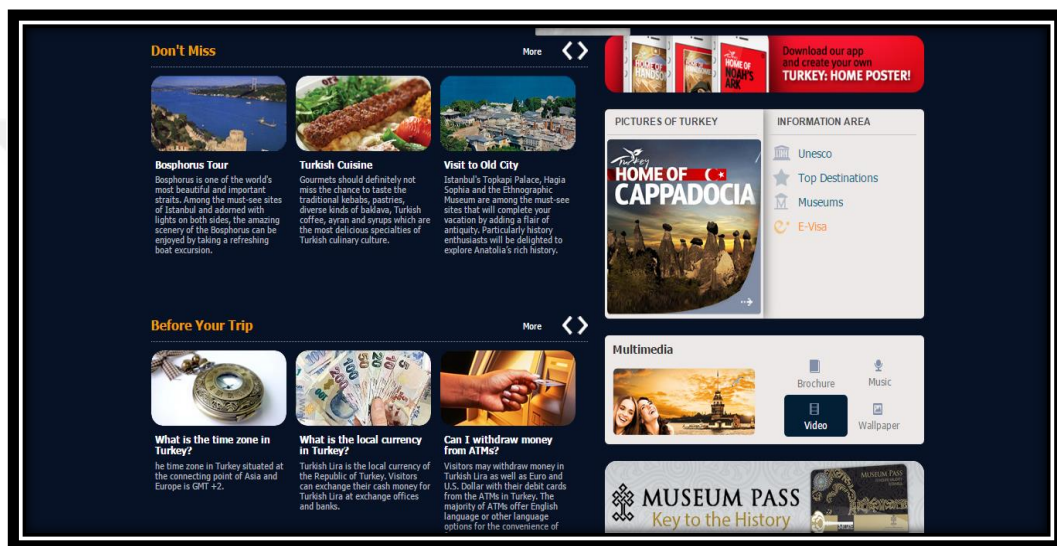 Don't Miss
More
Bosphorus Tour
Bosphorus is one of the world's
most beautiful and important
straits. Among the must-see sites
of Istanbul and adorned with
lights on both sides, the amazing
scenery of the Bosphorus can be
enjoyed by taking a refreshing
boat excursion.
Turkish Cuisine
Gourmets should definitely not
miss the chance to taste the
traditional kebabs, pastries,
diverse kinds of baklava, Turkish
coffee, ayran and syrups which are
the most delicious specialties of
Turkish culinary culture.
Visit to Old City
Istanbul's Topkapi Palace, Hagia
Sophia and the Ethnographic
Museum are among the must-see
sites that will complete your
vacation by adding a flair of
antiquity. Particularly history
enthusiasts will be delighted to
explore Anatolia's rich history.
Before Your Trip
More
What is the time zone in
Turkey?
he time zone in Turkey situated at
the connecting point of Asia and
Europe is GMT +2.
What is the local currency
in Turkey?
Turkish Lira is the local currency of
the Republic of Turkey. Visitors
can exchange their cash money for
Turkish Lira at exchange offices
and banks.
Can I withdraw money
from ATMs?
Visitors may withdraw money in
Turkish Lira as well as Euro and
U.S. Dollar with their debit cards
from the ATMs in Turkey. The
majority of ATMs offer English
language or other language
options for the convenience of
HOME OF
HOME OF
NOAH'S
ARK
Download our app
and create your own
TURKEY: HOME POSTER!
PICTURES OF TURKEY
Turkey
HOME OF
CAPPADOCIA
INFORMATION AREA
Unesco
Top Destinations
Museums
E-Visa
Multimedia
Brochure
Music
Video
Wallpaper
MUSEUM PASS
Key to the History
MUSEUM PASS